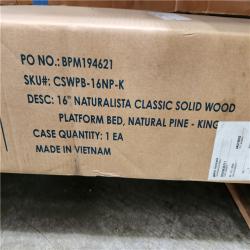 PO NO.: BPM194621
SKU#: CSWPB-16NP-K
DESC: 16" NATURALISTA CLASSIC SOLID WOOD
PLATFORM BED, NATURAL PINE - KING
CASE QUANTITY: 1 EA
MADE IN VIETNAM